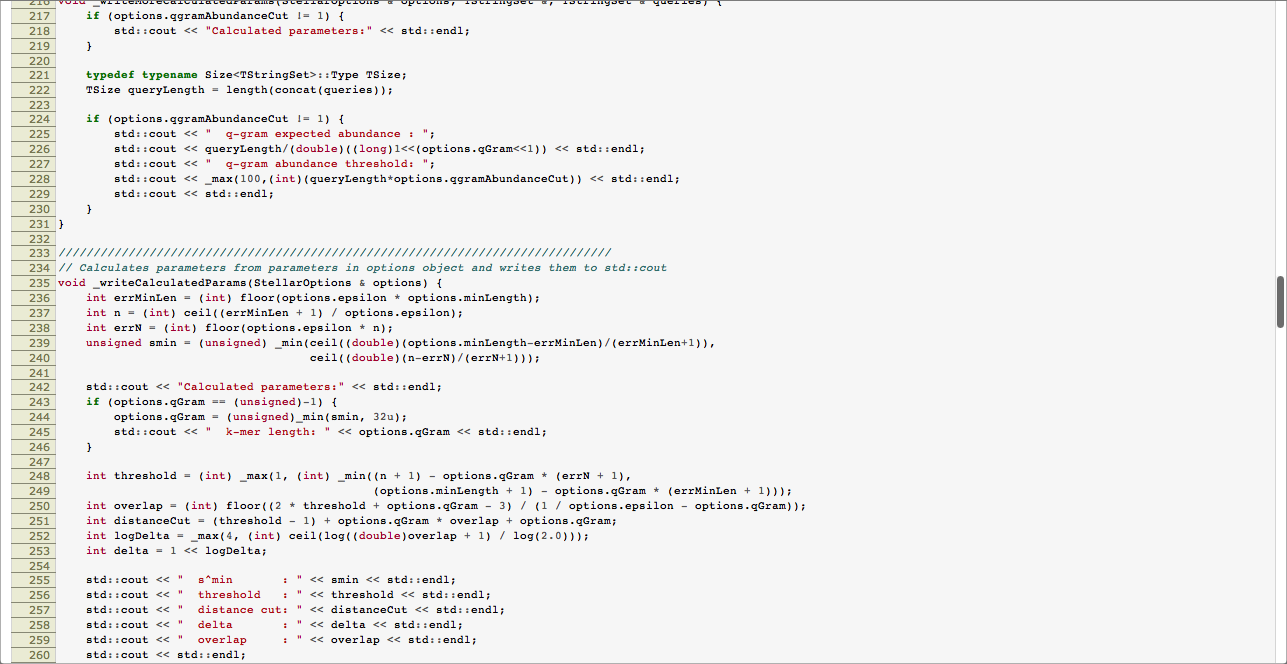 216 void _writeMoreCalculatedParams(StellarOptions & options, TStringSet &, TStringSet & queries) {
217     if (options.qgramAbundanceCut != 1) {
218         std::cout << "Calculated parameters:" << std::endl;
219     }
220
221     typedef typename Size<TStringSet>::Type TSize;
222     TSize queryLength = length(concat(queries));
223
224     if (options.qgramAbundanceCut != 1) {
225         std::cout << "  q-gram expected abundance : ";
226         std::cout << queryLength/(double)((long)1<<(options.qGram<<1)) << std::endl;
227         std::cout << "  q-gram abundance threshold: ";
228         std::cout << _max(100,(int)(queryLength*options.qgramAbundanceCut)) << std::endl;
229         std::cout << std::endl;
230     }
231 }
232
233 ///////////////////////////////////////////////////////////////////////////////
234 // Calculates parameters from parameters in options object and writes them to std::cout
235 void _writeCalculatedParams(StellarOptions & options) {
236     int errMinLen = (int) floor(options.epsilon * options.minLength);
237     int n = (int) ceil((errMinLen + 1) / options.epsilon);
238     int errN = (int) floor(options.epsilon * n);
239     unsigned smin = (unsigned) _min(ceil((double)(options.minLength-errMinLen)/(errMinLen+1)),
240                                     ceil((double)(n-errN)/(errN+1)));
241
242     std::cout << "Calculated parameters:" << std::endl;
243     if (options.qGram == (unsigned)-1) {
244         options.qGram = (unsigned)_min(smin, 32u);
245         std::cout << "  k-mer length: " << options.qGram << std::endl;
246     }
247
248     int threshold = (int) _max(1, (int) _min((n + 1) - options.qGram * (errN + 1),
249                                              (options.minLength + 1) - options.qGram * (errMinLen + 1)));
250     int overlap = (int) floor((2 * threshold + options.qGram - 3) / (1 / options.epsilon - options.qGram));
251     int distanceCut = (threshold - 1) + options.qGram * overlap + options.qGram;
252     int logDelta = _max(4, (int) ceil(log((double)overlap + 1) / log(2.0)));
253     int delta = 1 << logDelta;
254
255     std::cout << "  s^min       : " << smin << std::endl;
256     std::cout << "  threshold   : " << threshold << std::endl;
257     std::cout << "  distance cut: " << distanceCut << std::endl;
258     std::cout << "  delta       : " << delta << std::endl;
259     std::cout << "  overlap     : " << overlap << std::endl;
260     std::cout << std::endl;